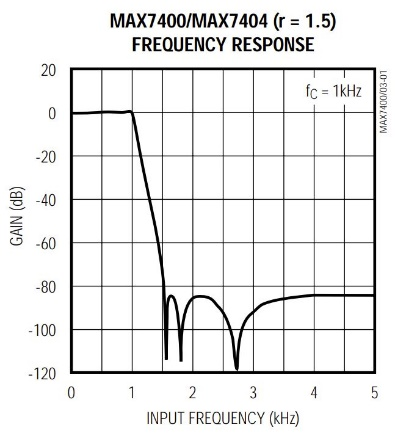 MAX7400/MAX7404 (r = 1.5)
FREQUENCY RESPONSE
20
0
-20
-40
-60
-80
-100
-120
GAIN (dB)
fC = 1kHz
MAX7400/03-01
0 1 2 3 4 5
INPUT FREQUENCY (kHz)